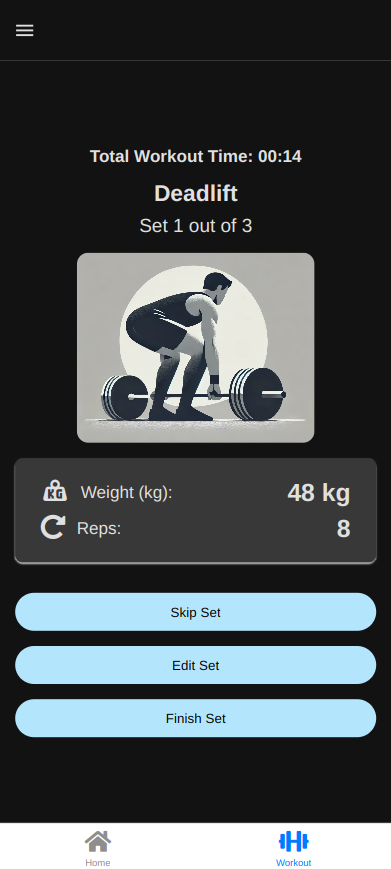 Total Workout Time: 00:14
Deadlift
Set 1 out of 3
KG Weight (kg): 48 kg
Reps: 8
Skip Set
Edit Set
Finish Set
Home Workout